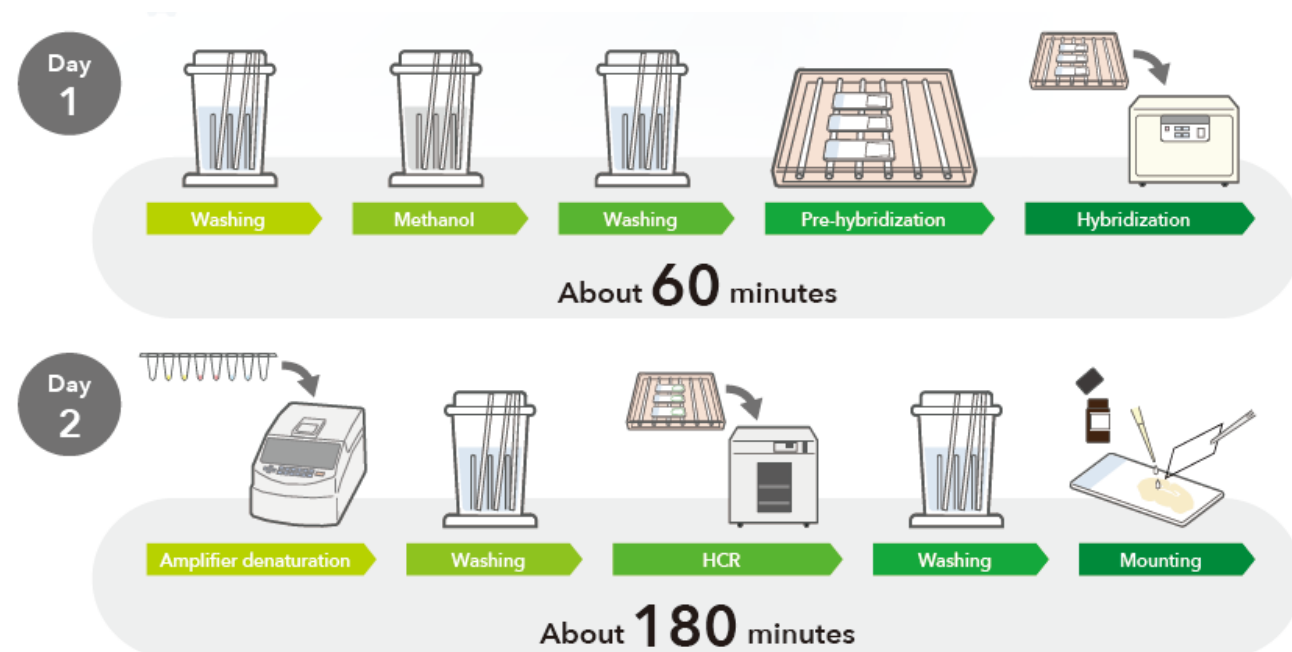 Day
1
Washing
Methanol
Washing
Pre-hybridization
Hybridization
About 60 minutes
Day
2
Amplifier denaturation
Washing
HCR
Washing
Mounting
About 180 minutes